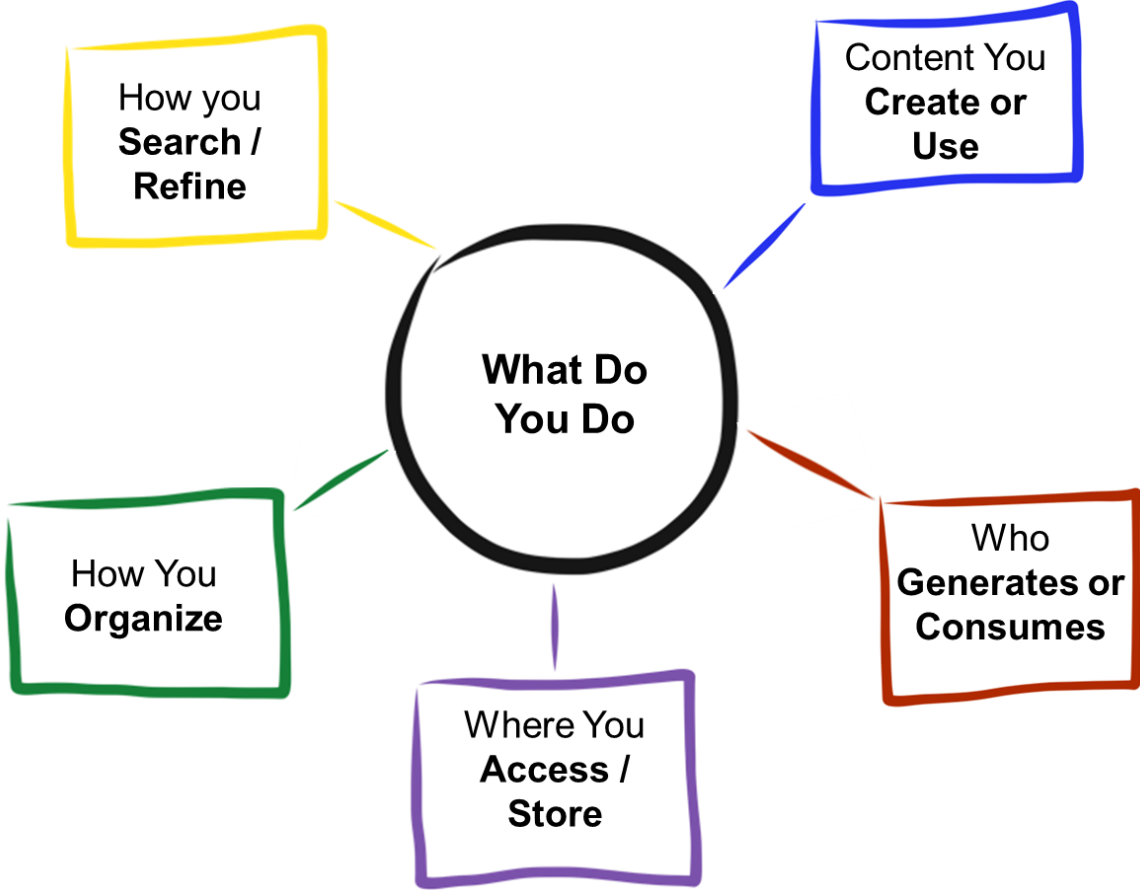 How you
Search /
Refine
Content You
Create or
Use
What Do
You Do
How You
Organize
Who
Generates or
Consumes
Where You
Access /
Store